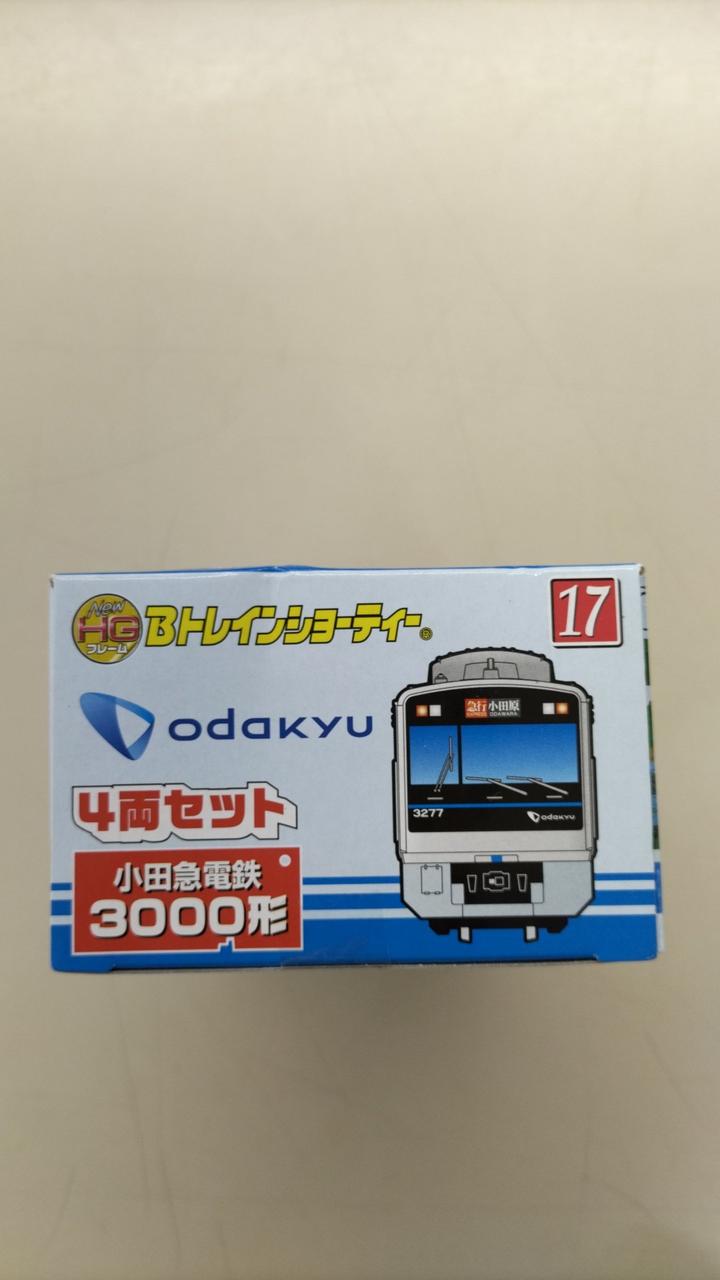 New
HG
フレーム
Bトレインショーティー®
17
odakyu
急行 小田原
EXPRESS ODAWARA
3277
odakyu
4両セット
小田急電鉄
3000形